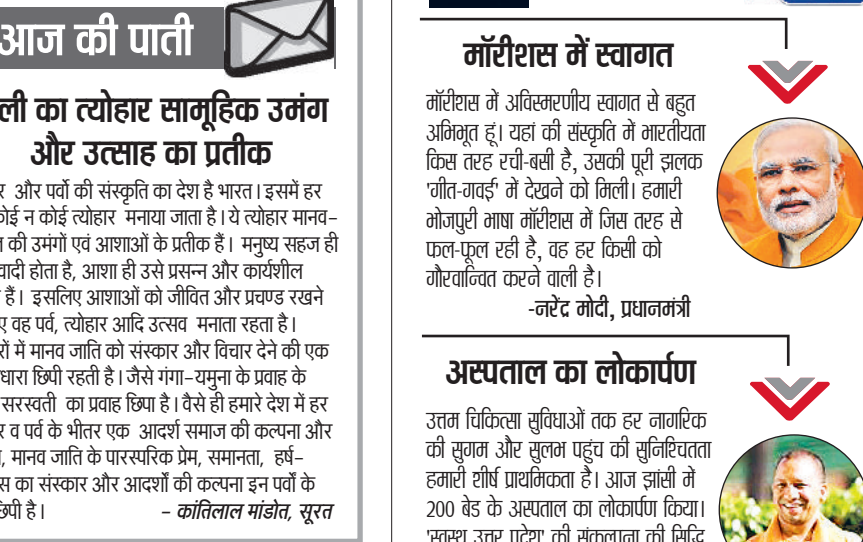 आज की पाती
ली का त्योहार सामूहिक उमंग
और उत्साह का प्रतीक
र और पर्वो की संस्कृति का देश है भारत। इसमें हर
कोई न कोई त्योहार मनाया जाता है। ये त्योहार मानव-
की उमंगों एवं आशाओं के प्रतीक हैं। मनुष्य सहज ही
वादी होता है, आशा ही उसे प्रसन्न और कार्यशील
हैं। इसलिए आशाओं को जीवित और प्रचण्ड रखने
ए वह पर्व, त्योहार आदि उत्सव मनाता रहता है।
रों में मानव जाति को संस्कार और विचार देने की एक
धारा छिपी रहती है। जैसे गंगा-यमुना के प्रवाह के
सरस्वती का प्रवाह छिपा है। वैसे ही हमारे देश में हर
र व पर्व के भीतर एक आदर्श समाज की कल्पना और
, मानव जाति के पारस्परिक प्रेम, समानता, हर्ष-
स का संस्कार और आदर्शों की कल्पना इन पर्वों के
छिपी है।
- कांतिलाल मांडोत, सूरत
मॉरीशस में स्वागत
मॉरीशस में अविस्मरणीय स्वागत से बहुत
अभिभूत हूं। यहां की संस्कृति में भारतीयता
किस तरह रची-बसी है, उसकी पूरी झलक
'गीत-गवई' में देखने को मिली। हमारी
भोजपुरी भाषा मॉरीशस में जिस तरह से
फल-फूल रही है, वह हर किसी को
गौरवान्वित करने वाली है।
-नरेंद्र मोदी, प्रधानमंत्री
अस्पताल का लोकार्पण
उत्तम चिकित्सा सुविधाओं तक हर नागरिक
की सुगम और सुलभ पहुंच की सुनिश्चितता
हमारी शीर्ष प्राथमिकता है। आज झांसी में
200 बेड के अस्पताल का लोकार्पण किया।
'स्वस्थ उत्तर प्रदेश' की संकल्पना की सिद्धि